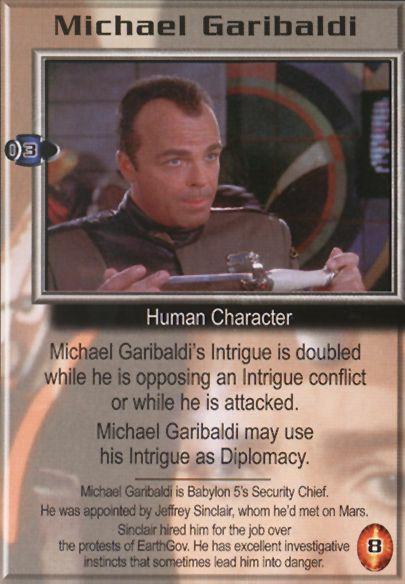 Michael Garibaldi
03
Human Character
Michael Garibaldi's Intrigue is doubled
while he is opposing an Intrigue conflict
or while he is attacked.
Michael Garibaldi may use
his Intrigue as Diplomacy.
Michael Garibaldi is Babylon 5's Security Chief.
He was appointed by Jeffrey Sinclair, whom he'd met on Mars.
Sinclair hired him for the job over
the protests of EarthGov. He has excellent investigative
instincts that sometimes lead him into danger.
8